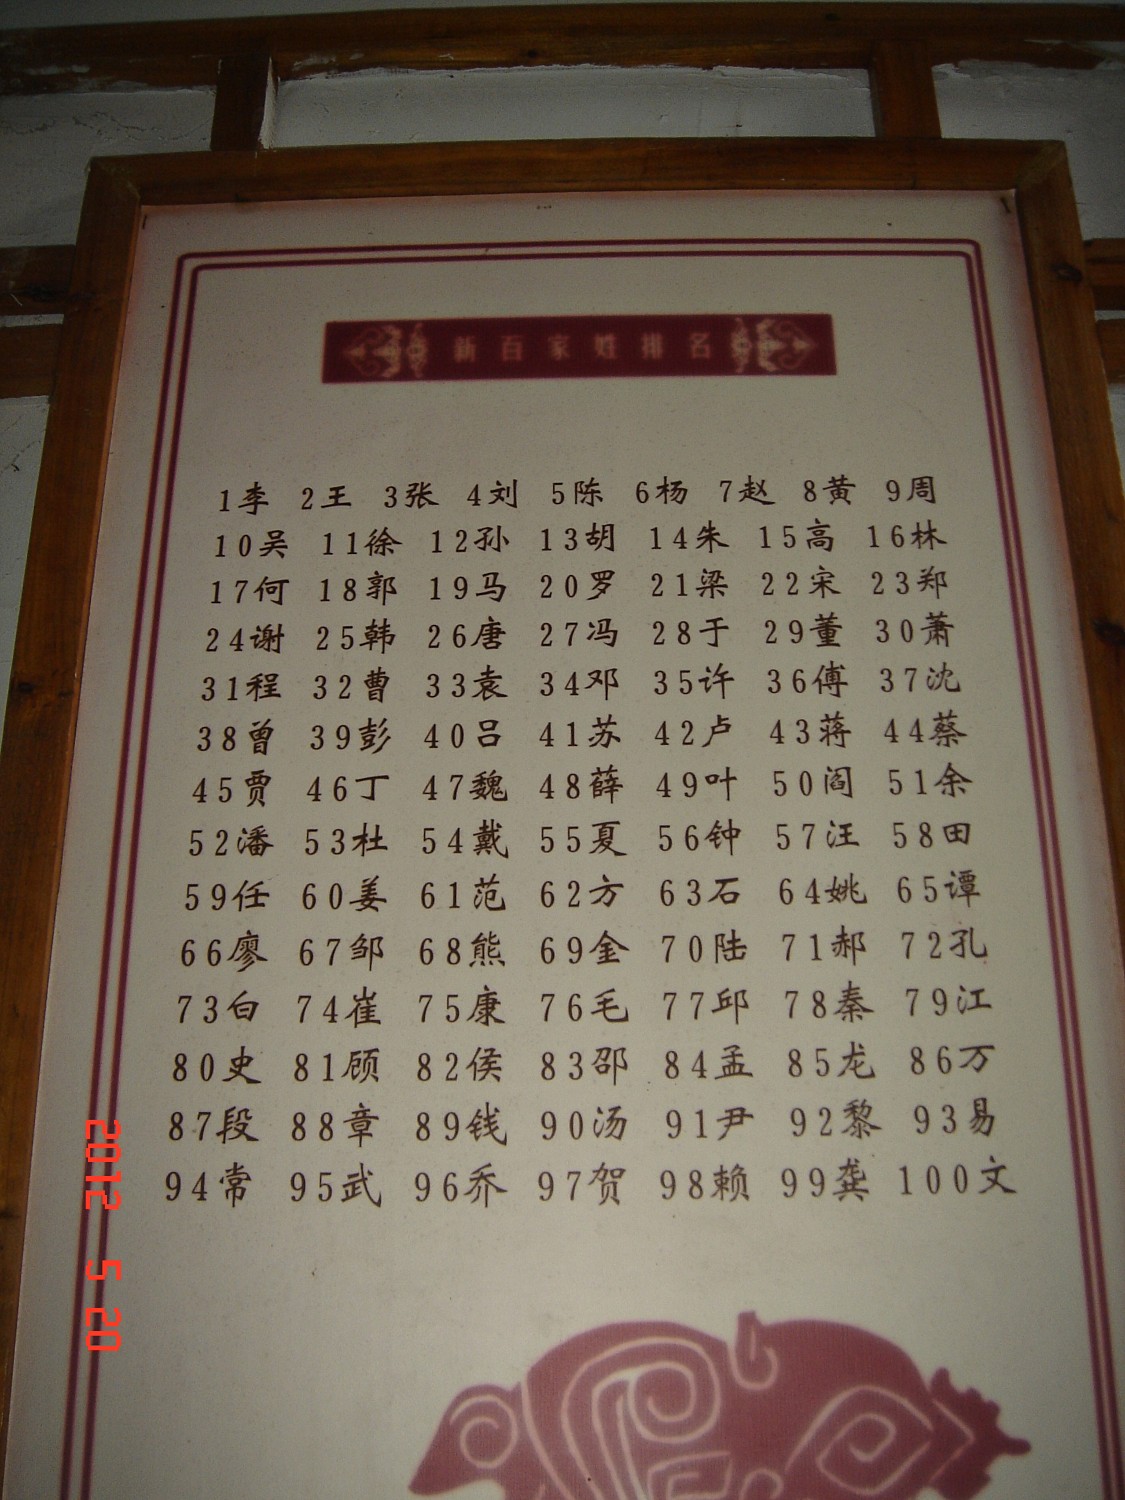 新百家姓排名
1李 2王 3张 4刘 5陈 6杨 7赵 8黄 9周
10吴 11徐 12孙 13胡 14朱 15高 16林
17何 18郭 19马 20罗 21梁 22宋 23郑
24谢 25韩 26唐 27冯 28于 29董 30萧
31程 32曹 33袁 34邓 35许 36傅 37沈
38曾 39彭 40吕 41苏 42卢 43蒋 44蔡
45贾 46丁 47魏 48薛 49叶 50阎 51余
52潘 53杜 54戴 55夏 56钟 57汪 58田
59任 60姜 61范 62方 63石 64姚 65谭
66廖 67邹 68熊 69金 70陆 71郝 72孔
73白 74崔 75康 76毛 77邱 78秦 79江
80史 81顾 82侯 83邵 84孟 85龙 86万
87段 88章 89钱 90汤 91尹 92黎 93易
94常 95武 96乔 97贺 98赖 99龚 100文
2012 5 20